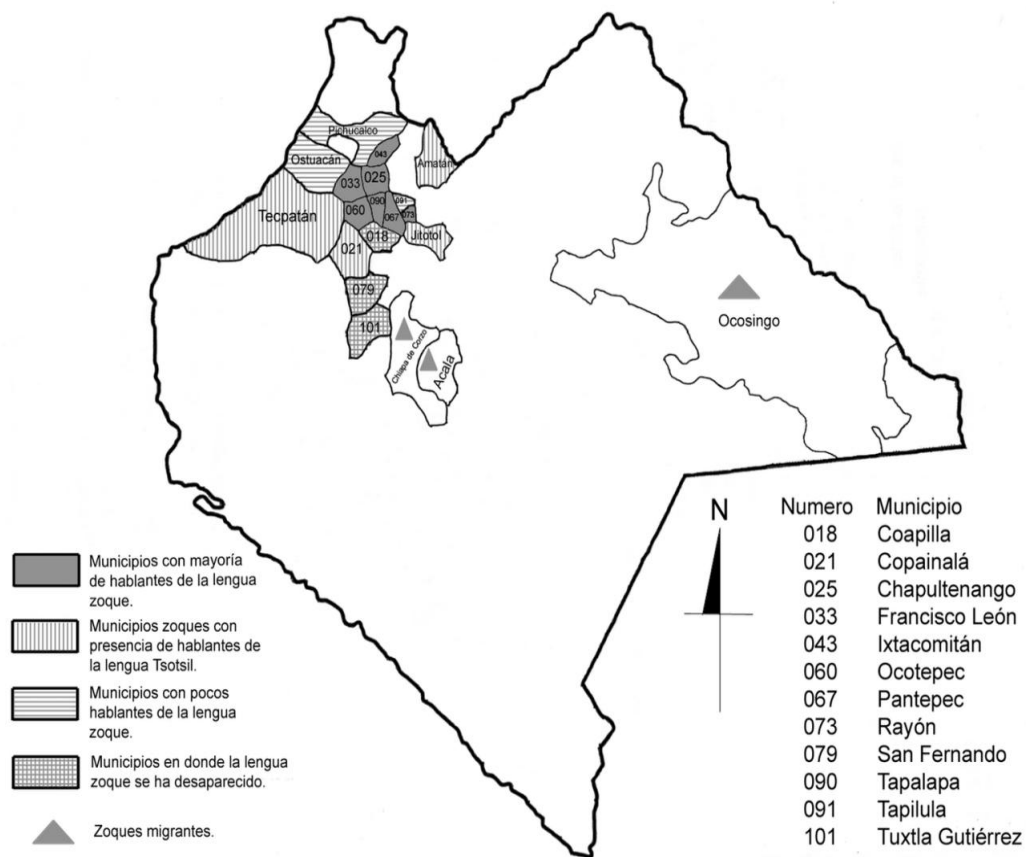 Pichucalco
043
Ostuacán
Amatán
033
025
090
091
Tecpatán
060
067
073
018
Jitotol
021
079
101
Chiapa de Corzo
Acala
Ocosingo
N
Numero Municipio
018 Coapilla
021 Copainalá
025 Chapultenango
033 Francisco León
043 Ixtacomitán
060 Ocotepec
067 Pantepec
073 Rayón
079 San Fernando
090 Tapalapa
091 Tapilula
101 Tuxtla Gutiérrez
Municipios con mayoría
de hablantes de la lengua
zoque.
Municipios zoques con
presencia de hablantes de
la lengua Tsotsil.
Municipios con pocos
hablantes de la lengua
zoque.
Municipios en donde la lengua
zoque se ha desaparecido.
Zoques migrantes.